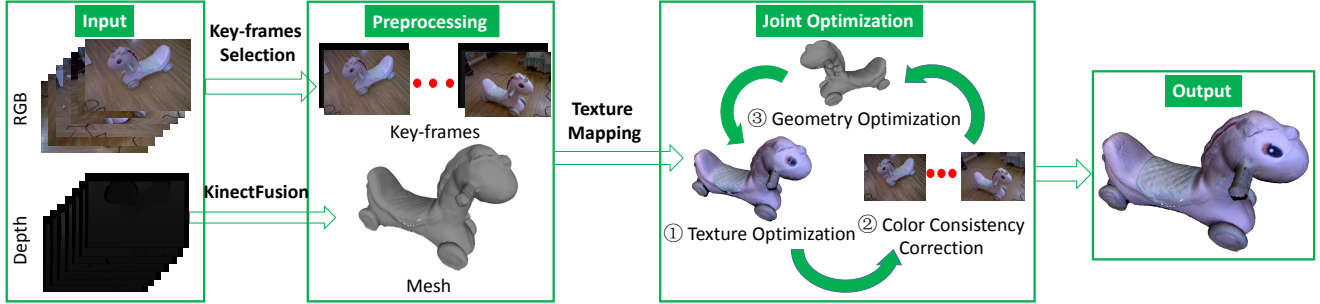 Input
RGB
Depth
Key-frames
Selection
KinectFusion
Preprocessing
Key-frames
Mesh
Texture
Mapping
Joint Optimization
③ Geometry Optimization
① Texture Optimization
② Color Consistency
Correction
Output